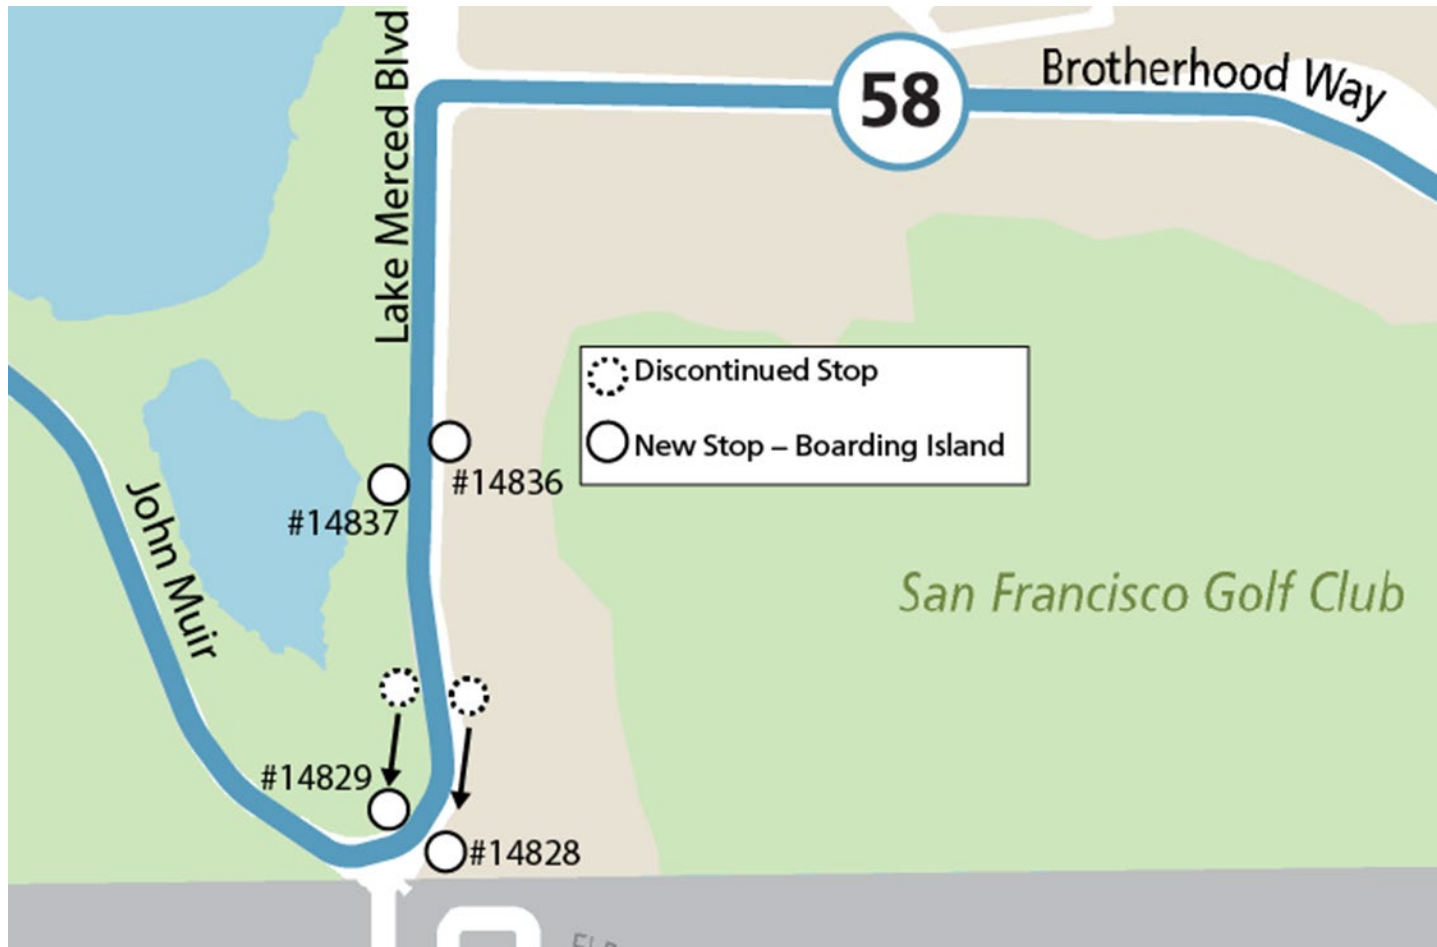 Lake Merced Blvd
58
Brotherhood Way
Discontinued Stop
New Stop – Boarding Island
#14836
#14837
John Muir
San Francisco Golf Club
#14829
#14828